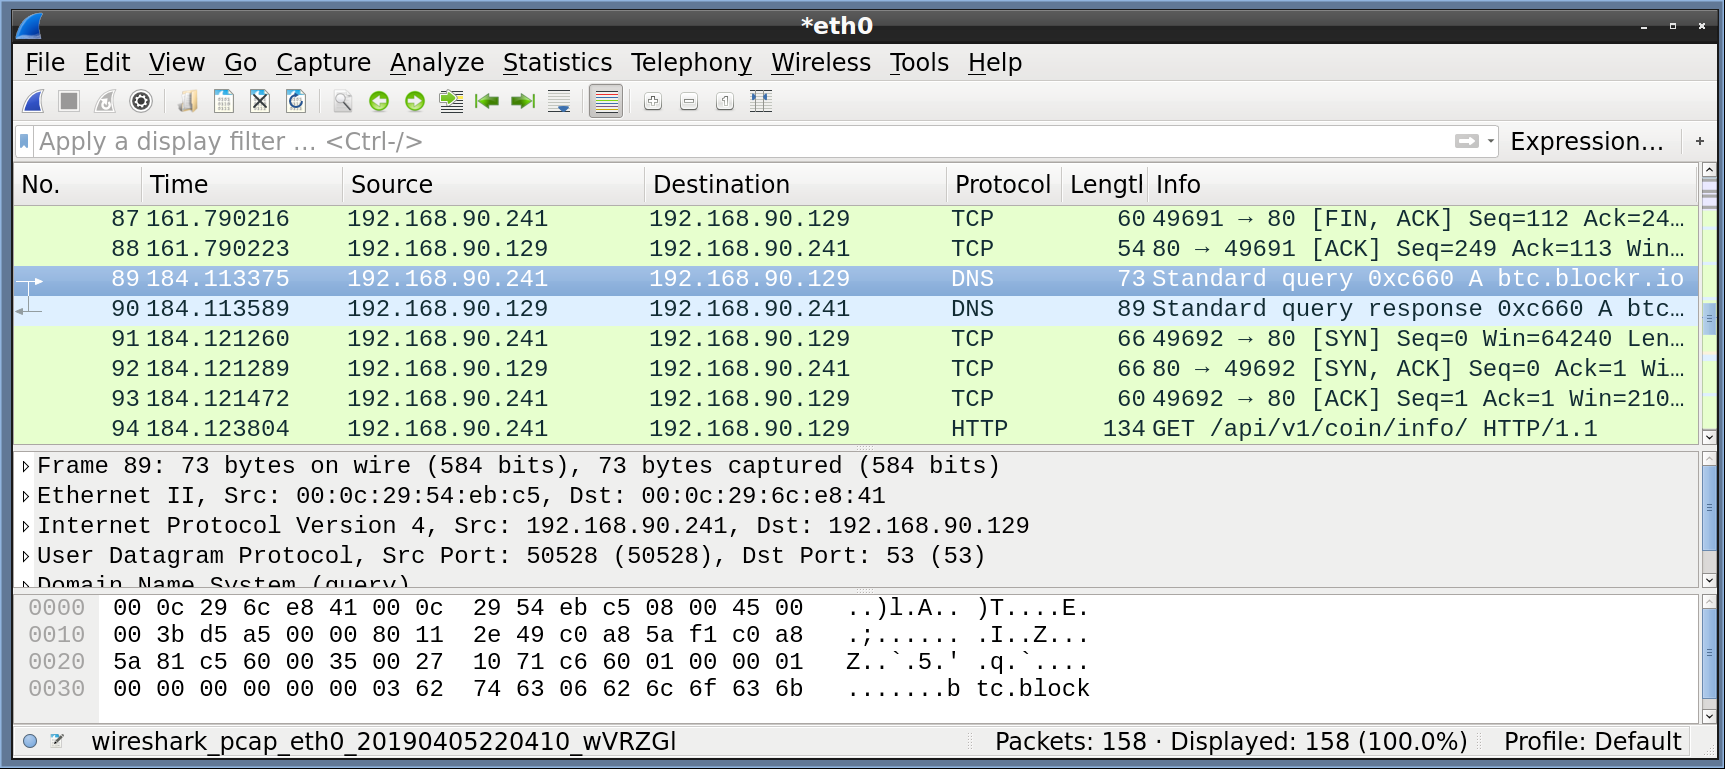 *eth0
File Edit View Go Capture Analyze Statistics Telephony Wireless Tools Help
Apply a display filter … <Ctrl-/> Expression… +
No. Time Source Destination Protocol Lengtl Info
87 161.790216 192.168.90.241 192.168.90.129 TCP 60 49691 → 80 [FIN, ACK] Seq=112 Ack=24…
88 161.790223 192.168.90.129 192.168.90.241 TCP 54 80 → 49691 [ACK] Seq=249 Ack=113 Win…
89 184.113375 192.168.90.241 192.168.90.129 DNS 73 Standard query 0xc660 A btc.blockr.io
90 184.113589 192.168.90.129 192.168.90.241 DNS 89 Standard query response 0xc660 A btc…
91 184.121260 192.168.90.241 192.168.90.129 TCP 66 49692 → 80 [SYN] Seq=0 Win=64240 Len…
92 184.121289 192.168.90.129 192.168.90.241 TCP 66 80 → 49692 [SYN, ACK] Seq=0 Ack=1 Wi…
93 184.121472 192.168.90.241 192.168.90.129 TCP 60 49692 → 80 [ACK] Seq=1 Ack=1 Win=210…
94 184.123804 192.168.90.241 192.168.90.129 HTTP 134 GET /api/v1/coin/info/ HTTP/1.1
Frame 89: 73 bytes on wire (584 bits), 73 bytes captured (584 bits)
Ethernet II, Src: 00:0c:29:54:eb:c5, Dst: 00:0c:29:6c:e8:41
Internet Protocol Version 4, Src: 192.168.90.241, Dst: 192.168.90.129
User Datagram Protocol, Src Port: 50528 (50528), Dst Port: 53 (53)
Domain Name System (query)
0000 00 0c 29 6c e8 41 00 0c 29 54 eb c5 08 00 45 00 ..)l.A.. )T....E.
0010 00 3b d5 a5 00 00 80 11 2e 49 c0 a8 5a f1 c0 a8 .;...... .I..Z...
0020 5a 81 c5 60 00 35 00 27 10 71 c6 60 01 00 00 01 Z..`.5.' .q.`....
0030 00 00 00 00 00 00 03 62 74 63 06 62 6c 6f 63 6b .......b tc.block
wireshark_pcap_eth0_20190405220410_wVRZGl Packets: 158 · Displayed: 158 (100.0%) Profile: Default